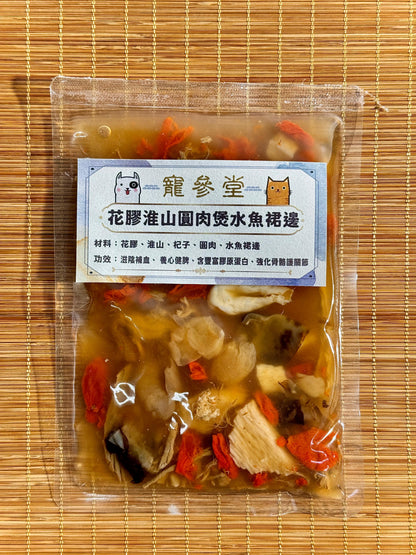 寵參堂
花膠淮山圓肉煲水魚裙邊
材料：花膠、淮山、杞子、圓肉、水魚裙邊
功效：滋陰補血、養心健脾、含豐富膠原蛋白、強化骨骼護關節